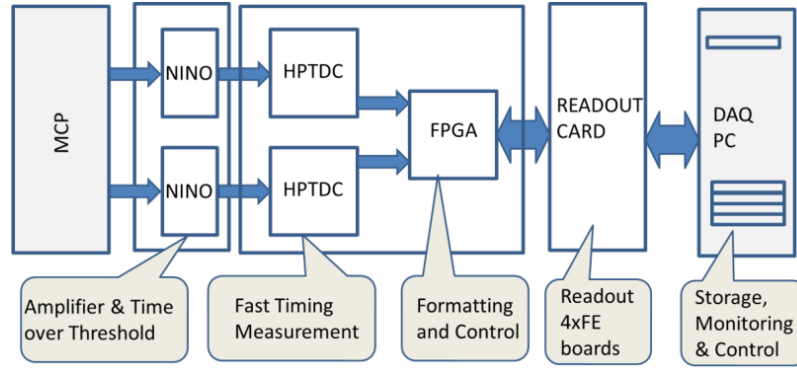 MCP
NINO
HPTDC
NINO
HPTDC
FPGA
READOUT
CARD
DAQ
PC
Amplifier & Time
over Threshold
Fast Timing
Measurement
Formatting
and Control
Readout
4xFE
boards
Storage,
Monitoring
& Control